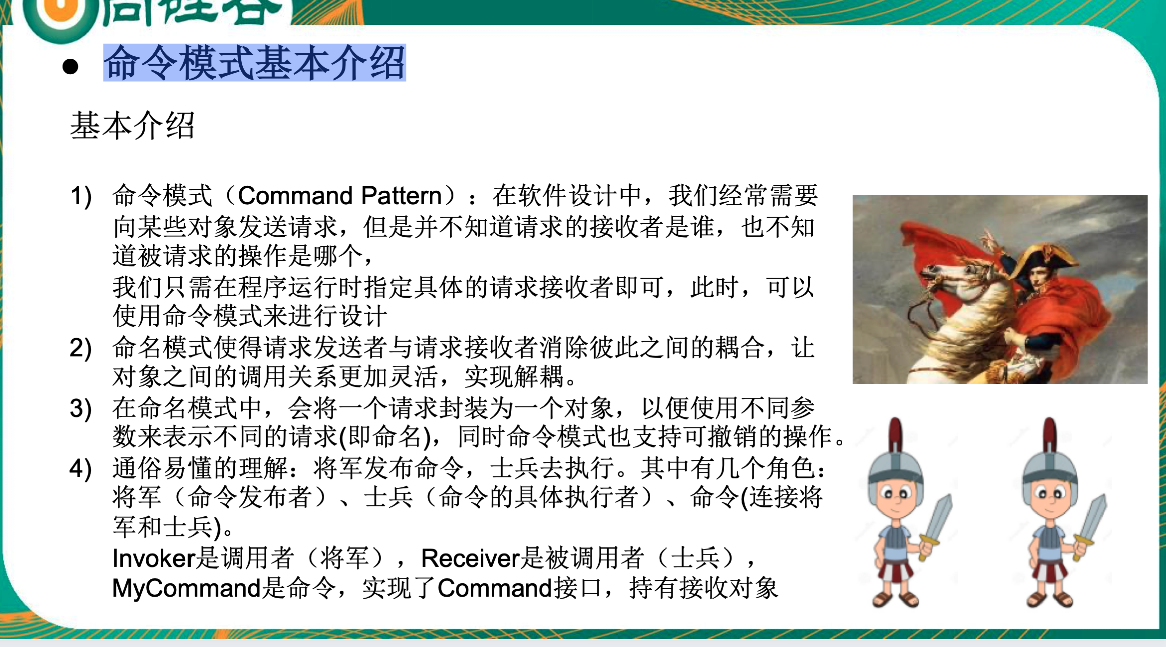 尚硅谷
命令模式基本介绍
基本介绍
1) 命令模式（Command Pattern）：在软件设计中，我们经常需要
向某些对象发送请求，但是并不知道请求的接收者是谁，也不知
道被请求的操作是哪个，
我们只需在程序运行时指定具体的请求接收者即可，此时，可以
使用命令模式来进行设计
2) 命名模式使得请求发送者与请求接收者消除彼此之间的耦合，让
对象之间的调用关系更加灵活，实现解耦。
3) 在命名模式中，会将一个请求封装为一个对象，以便使用不同参
数来表示不同的请求(即命名)，同时命令模式也支持可撤销的操作。
4) 通俗易懂的理解：将军发布命令，士兵去执行。其中有几个角色：
将军（命令发布者）、士兵（命令的具体执行者）、命令(连接将
军和士兵)。
Invoker是调用者（将军），Receiver是被调用者（士兵），
MyCommand是命令，实现了Command接口，持有接收对象